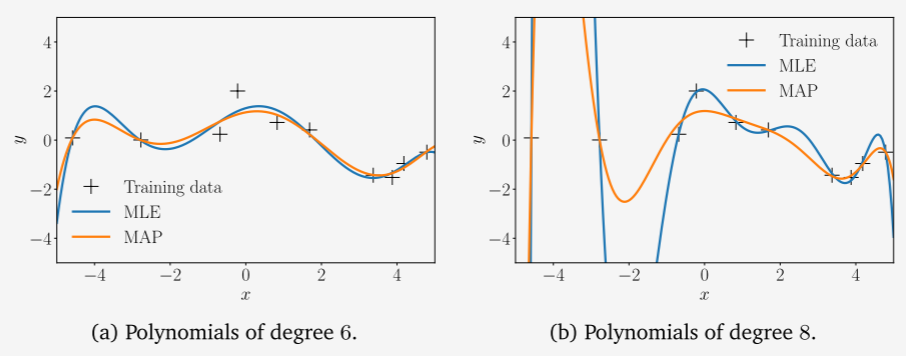 4
2
0
−2
−4
y
−4
−2
0
2
4
x
Training data
MLE
MAP
(a) Polynomials of degree 6.
4
2
0
−2
−4
y
−4
−2
0
2
4
x
Training data
MLE
MAP
(b) Polynomials of degree 8.